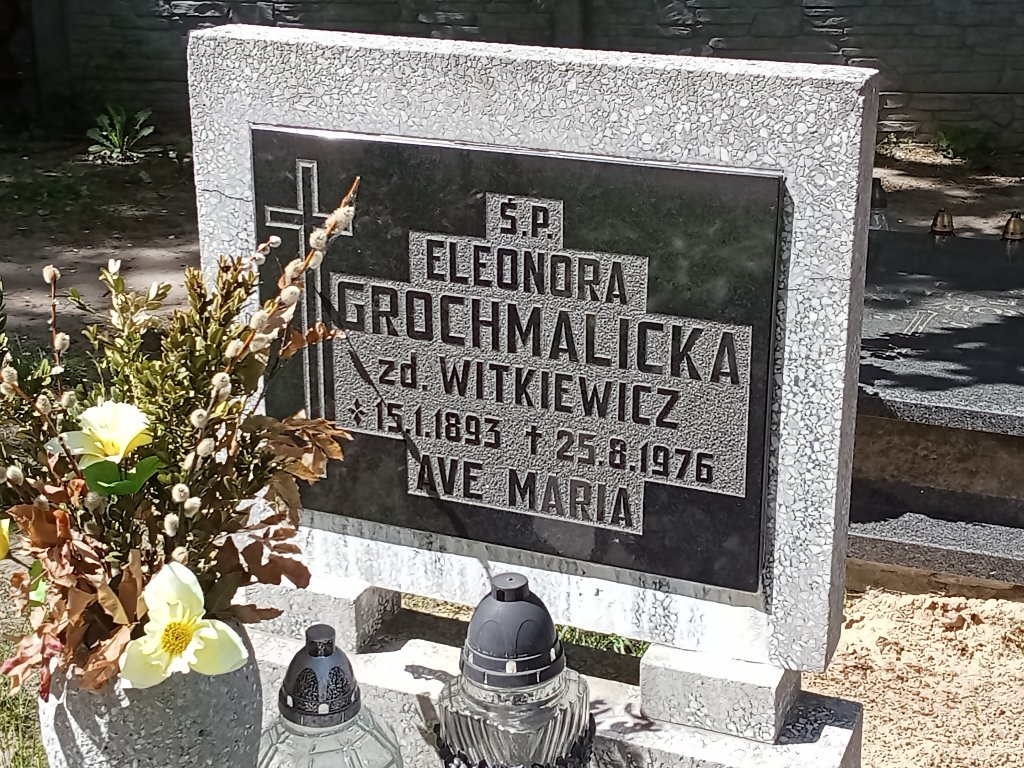 Ś.P.
ELEONORA
GROCHMALICKA
zd. WITKIEWICZ
* 15.1.1893 † 25.8.1976
AVE MARIA